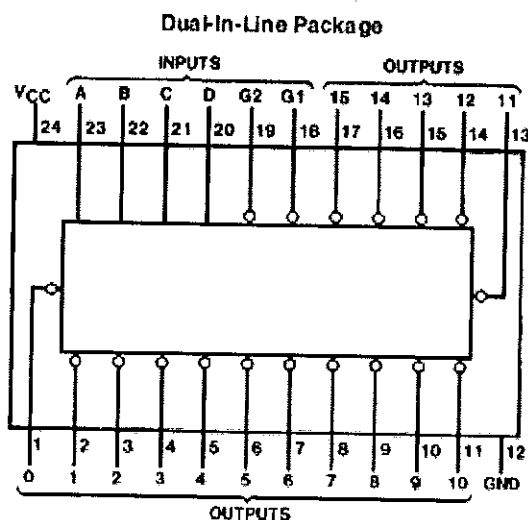 Dual-In-Line Package
INPUTS OUTPUTS
VCC A B C D G2 G1 15 14 13 12 11
24 23 22 21 20 19 18 17 16 15 14 13
1 2 3 4 5 6 7 8 9 10 11 12
0 1 2 3 4 5 6 7 8 9 10 GND
OUTPUTS